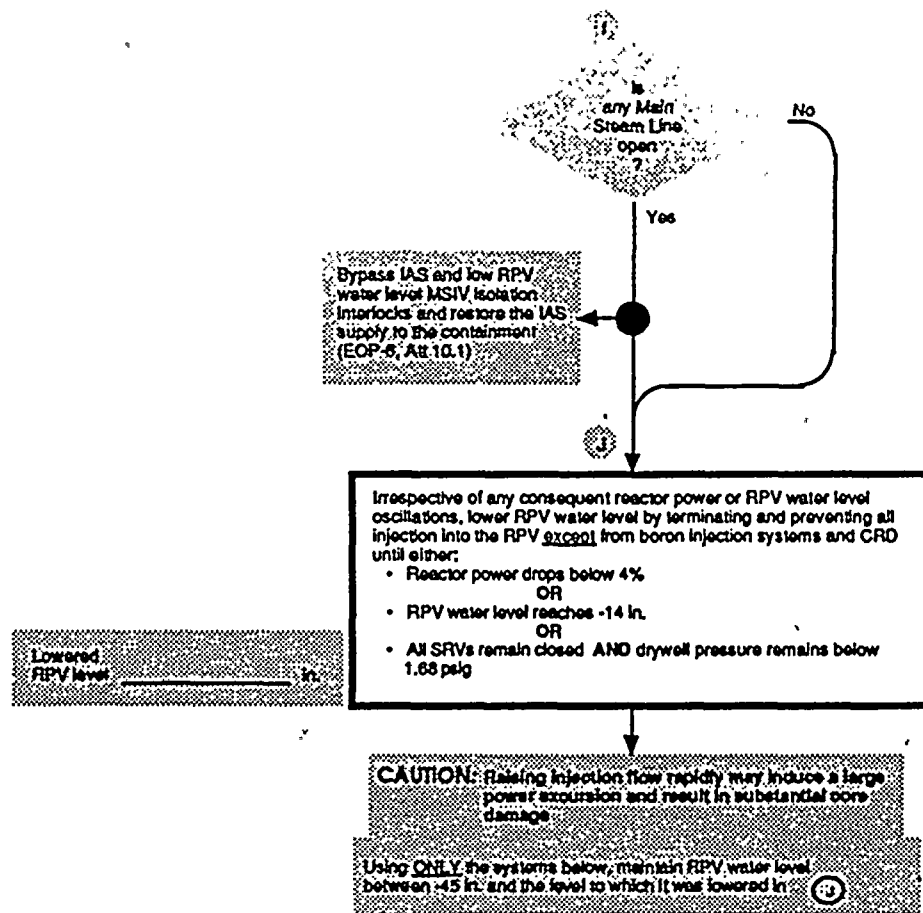 Is
any Main
Steam Line
open
?
No
Yes
Bypass IAS and low RPV
water level MSIV isolation
interlocks and restore the IAS
supply to the containment
(EOP-6, Att 10.1)
Irrespective of any consequent reactor power or RPV water level
oscillations, lower RPV water level by terminating and preventing all
injection into the RPV except from boron injection systems and CRD
until either:
• Reactor power drops below 4%
OR
• RPV water level reaches -14 in.
OR
• All SRVs remain closed AND drywell pressure remains below
1.68 psig
Lowered
RPV level ____________ in.
CAUTION: Raising injection flow rapidly may induce a large
power excursion and result in substantial core
damage
Using ONLY the systems below, maintain RPV water level
between -45 in. and the level to which it was lowered in